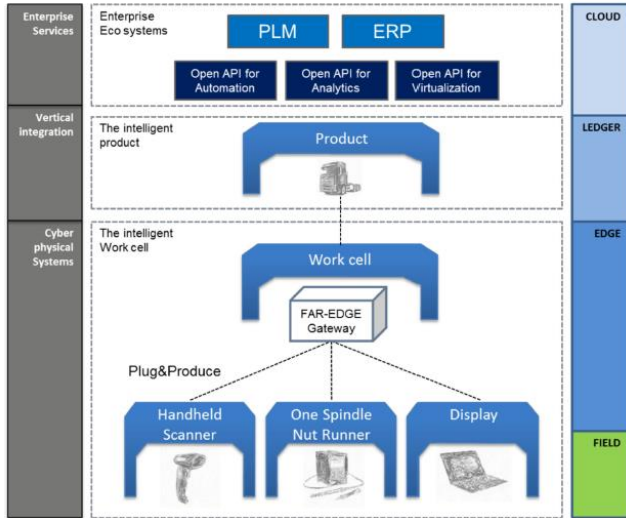 Enterprise
Services
Enterprise
Eco systems
PLM
ERP
CLOUD
Open API for
Automation
Open API for
Analytics
Open API for
Virtualization
Vertical
integration
The intelligent
product
Product
LEDGER
Cyber
physical
Systems
The intelligent
Work cell
EDGE
Work cell
FAR-EDGE
Gateway
Plug&Produce
Handheld
Scanner
One Spindle
Nut Runner
Display
FIELD